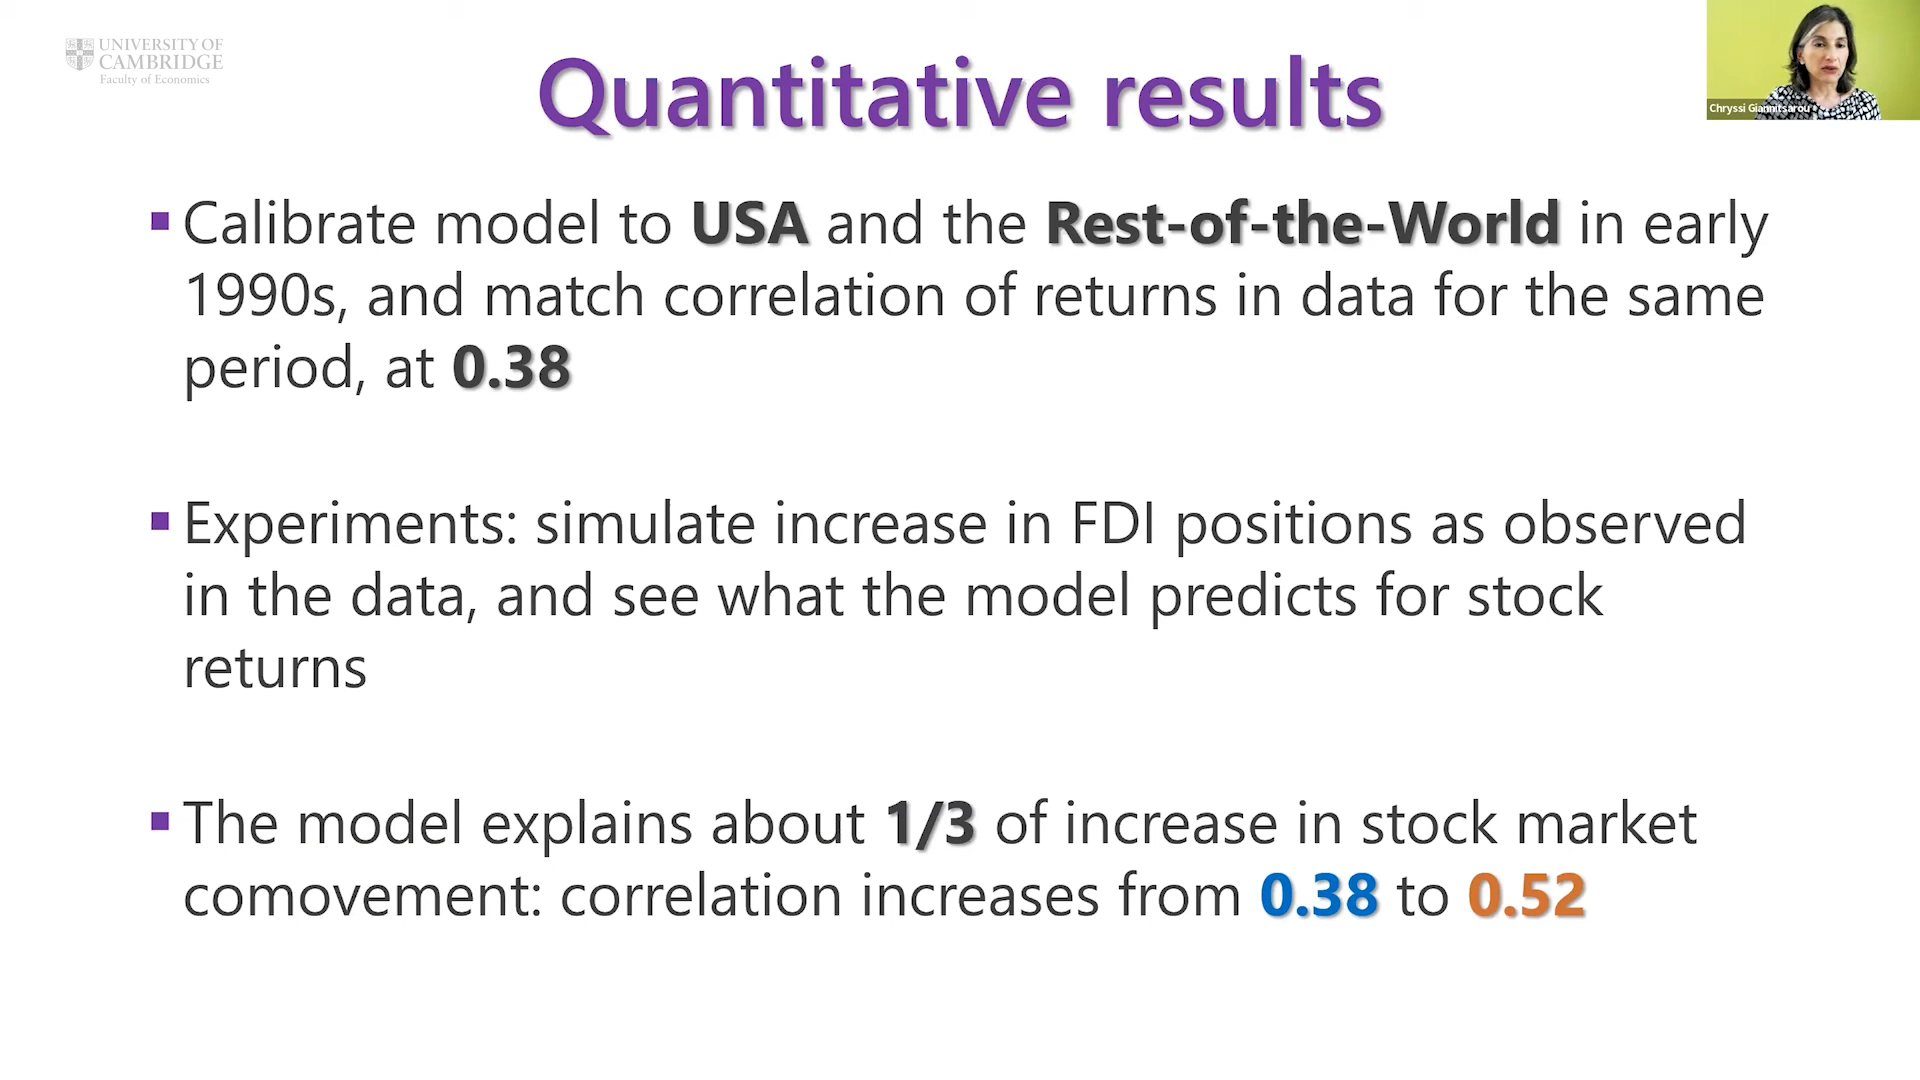 UNIVERSITY OF
CAMBRIDGE
Faculty of Economics
Quantitative results
Chryssi Giannitsarou
▪ Calibrate model to USA and the Rest-of-the-World in early
1990s, and match correlation of returns in data for the same
period, at 0.38
▪ Experiments: simulate increase in FDI positions as observed
in the data, and see what the model predicts for stock
returns
▪ The model explains about 1/3 of increase in stock market
comovement: correlation increases from 0.38 to 0.52